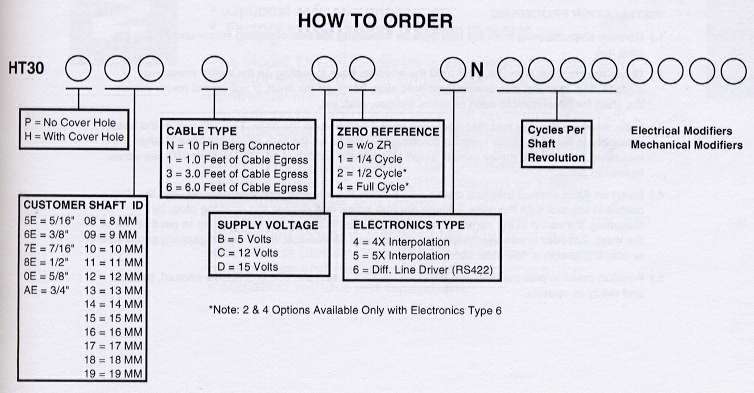 HOW TO ORDER
HT30
N
P = No Cover Hole
H = With Cover Hole
CABLE TYPE
N = 10 Pin Berg Connector
1 = 1.0 Feet of Cable Egress
3 = 3.0 Feet of Cable Egress
6 = 6.0 Feet of Cable Egress
ZERO REFERENCE
0 = w/o ZR
1 = 1/4 Cycle
2 = 1/2 Cycle*
4 = Full Cycle*
Cycles Per
Shaft
Revolution
Electrical Modifiers
Mechanical Modifiers
CUSTOMER SHAFT ID
5E = 5/16" 08 = 8 MM
6E = 3/8" 09 = 9 MM
7E = 7/16" 10 = 10 MM
8E = 1/2" 11 = 11 MM
0E = 5/8" 12 = 12 MM
AE = 3/4" 13 = 13 MM
14 = 14 MM
15 = 15 MM
16 = 16 MM
17 = 17 MM
18 = 18 MM
19 = 19 MM
SUPPLY VOLTAGE
B = 5 Volts
C = 12 Volts
D = 15 Volts
ELECTRONICS TYPE
4 = 4X Interpolation
5 = 5X Interpolation
6 = Diff. Line Driver (RS422)
*Note: 2 & 4 Options Available Only with Electronics Type 6